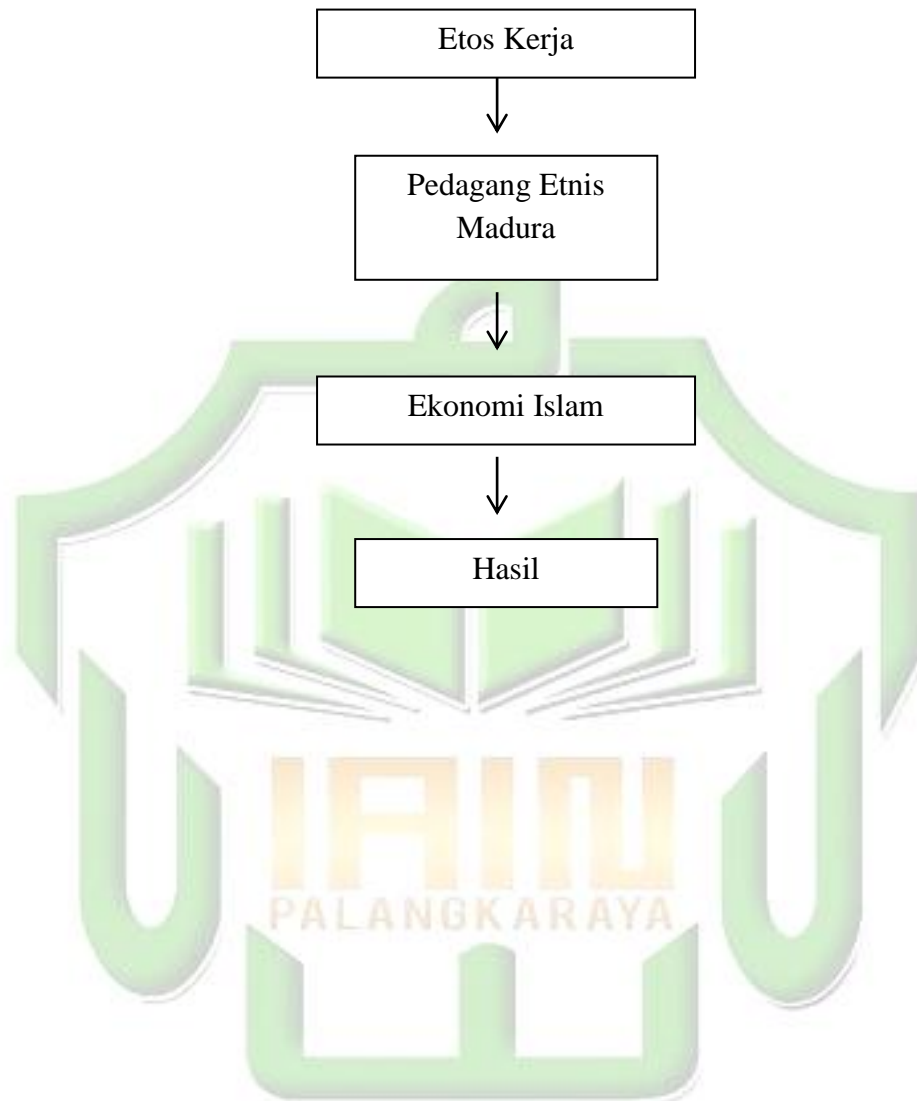 Etos Kerja
Pedagang Etnis
Madura
Ekonomi Islam
Hasil
IAIN
PALANGKARAYA